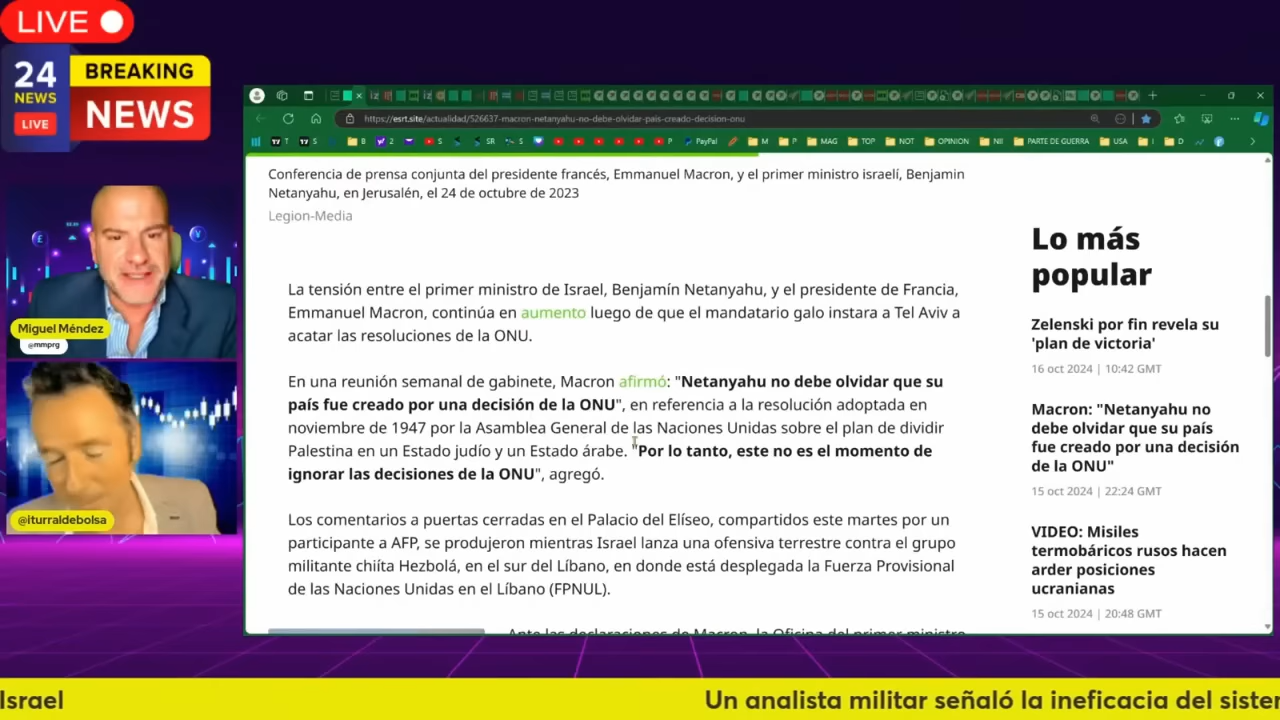 LIVE
24
NEWS
LIVE
BREAKING
NEWS
https://esrt.site/actualidad/526637-macron-netanyahu-no-debe-olvidar-pais-creado-decision-onu
T
S
B
2
S
SR
S
P
PayPal
M
P
MAG
TOP
NOT
OPINION
NII
PARTE DE GUERRA
USA
I
D
Conferencia de prensa conjunta del presidente francés, Emmanuel Macron, y el primer ministro israelí, Benjamin
Netanyahu, en Jerusalén, el 24 de octubre de 2023
Legion-Media
La tensión entre el primer ministro de Israel, Benjamín Netanyahu, y el presidente de Francia,
Emmanuel Macron, continúa en aumento luego de que el mandatario galo instara a Tel Aviv a
acatar las resoluciones de la ONU.
En una reunión semanal de gabinete, Macron afirmó: "Netanyahu no debe olvidar que su
país fue creado por una decisión de la ONU", en referencia a la resolución adoptada en
noviembre de 1947 por la Asamblea General de las Naciones Unidas sobre el plan de dividir
Palestina en un Estado judío y un Estado árabe. "Por lo tanto, este no es el momento de
ignorar las decisiones de la ONU", agregó.
Los comentarios a puertas cerradas en el Palacio del Elíseo, compartidos este martes por un
participante a AFP, se produjeron mientras Israel lanza una ofensiva terrestre contra el grupo
militante chiíta Hezbolá, en el sur del Líbano, en donde está desplegada la Fuerza Provisional
de las Naciones Unidas en el Líbano (FPNUL).
Ante las declaraciones de Macron, la Oficina del primer ministro
Lo más
popular
Zelenski por fin revela su
'plan de victoria'
16 oct 2024 | 10:42 GMT
Macron: "Netanyahu no
debe olvidar que su país
fue creado por una decisión
de la ONU"
15 oct 2024 | 22:24 GMT
VIDEO: Misiles
termobáricos rusos hacen
arder posiciones
ucranianas
15 oct 2024 | 20:48 GMT
Miguel Méndez
@mmprg
@iturraldebolsa
Israel
Un analista militar señaló la ineficacia del sister